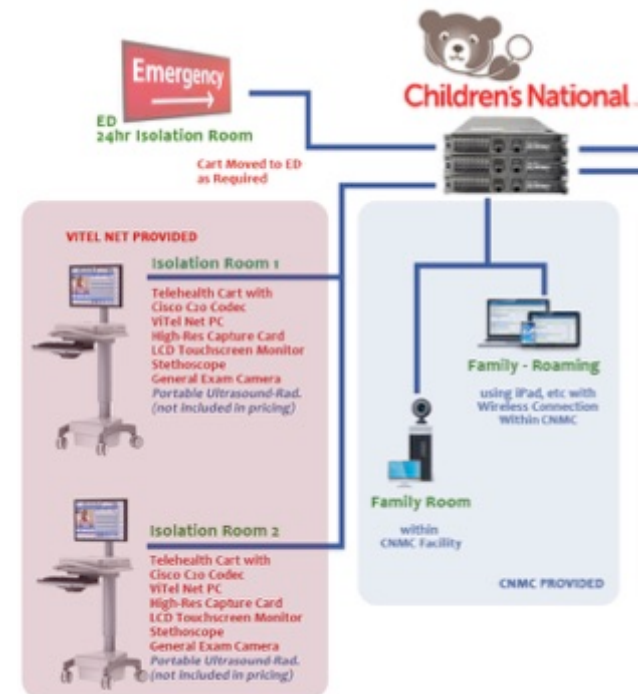 Emergency
ED
24hr Isolation Room
Cart Moved to ED
as Required
Children's National
VITEL NET PROVIDED
Isolation Room 1
Telehealth Cart with
Cisco C20 Codec
ViTel Net PC
High-Res Capture Card
LCD Touchscreen Monitor
Stethoscope
General Exam Camera
Portable Ultrasound-Rad.
(not included in pricing)
Isolation Room 2
Telehealth Cart with
Cisco C20 Codec
ViTel Net PC
High-Res Capture Card
LCD Touchscreen Monitor
Stethoscope
General Exam Camera
Portable Ultrasound-Rad.
(not included in pricing)
Family - Roaming
using iPad, etc with
Wireless Connection
Within CNMC
Family Room
within
CNMC Facility
CNMC PROVIDED